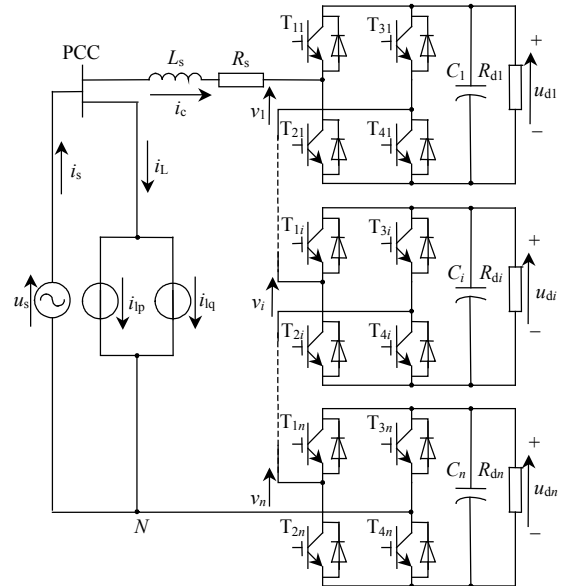 T11 T31
PCC Ls Rs
C1 Rd1 ud1
+
−
ic v1
T21 T41
is iL
T1i T3i
us ilp ilq
vi
Ci Rdi udi
+
−
T2i T4i
T1n T3n
vn
Cn Rdn udn
+
−
N
T2n T4n